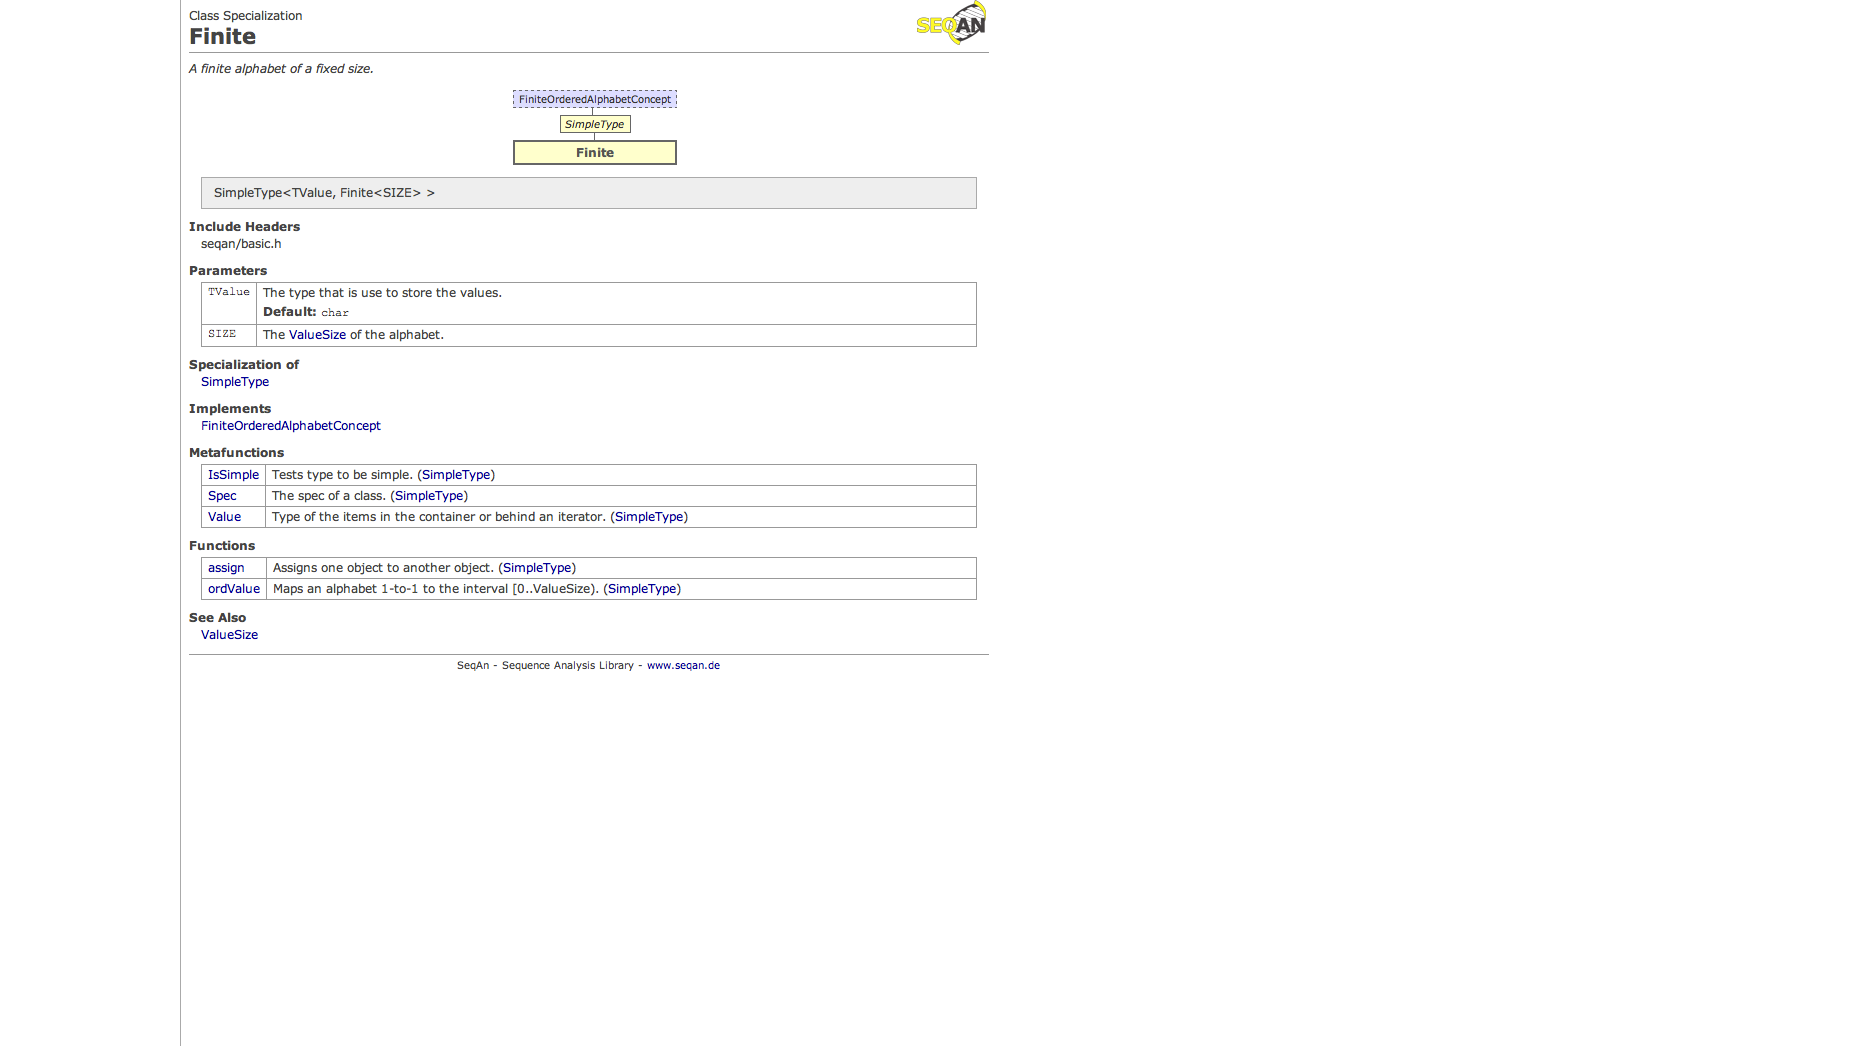 Class Specialization
SEQAN
Finite
A finite alphabet of a fixed size.
FiniteOrderedAlphabetConcept
SimpleType
Finite
SimpleType<TValue, Finite<SIZE> >
Include Headers
seqan/basic.h
Parameters
TValue The type that is use to store the values.
Default: char
SIZE The ValueSize of the alphabet.
Specialization of
SimpleType
Implements
FiniteOrderedAlphabetConcept
Metafunctions
IsSimple Tests type to be simple. (SimpleType)
Spec The spec of a class. (SimpleType)
Value Type of the items in the container or behind an iterator. (SimpleType)
Functions
assign Assigns one object to another object. (SimpleType)
ordValue Maps an alphabet 1-to-1 to the interval [0..ValueSize). (SimpleType)
See Also
ValueSize
SeqAn - Sequence Analysis Library - www.seqan.de